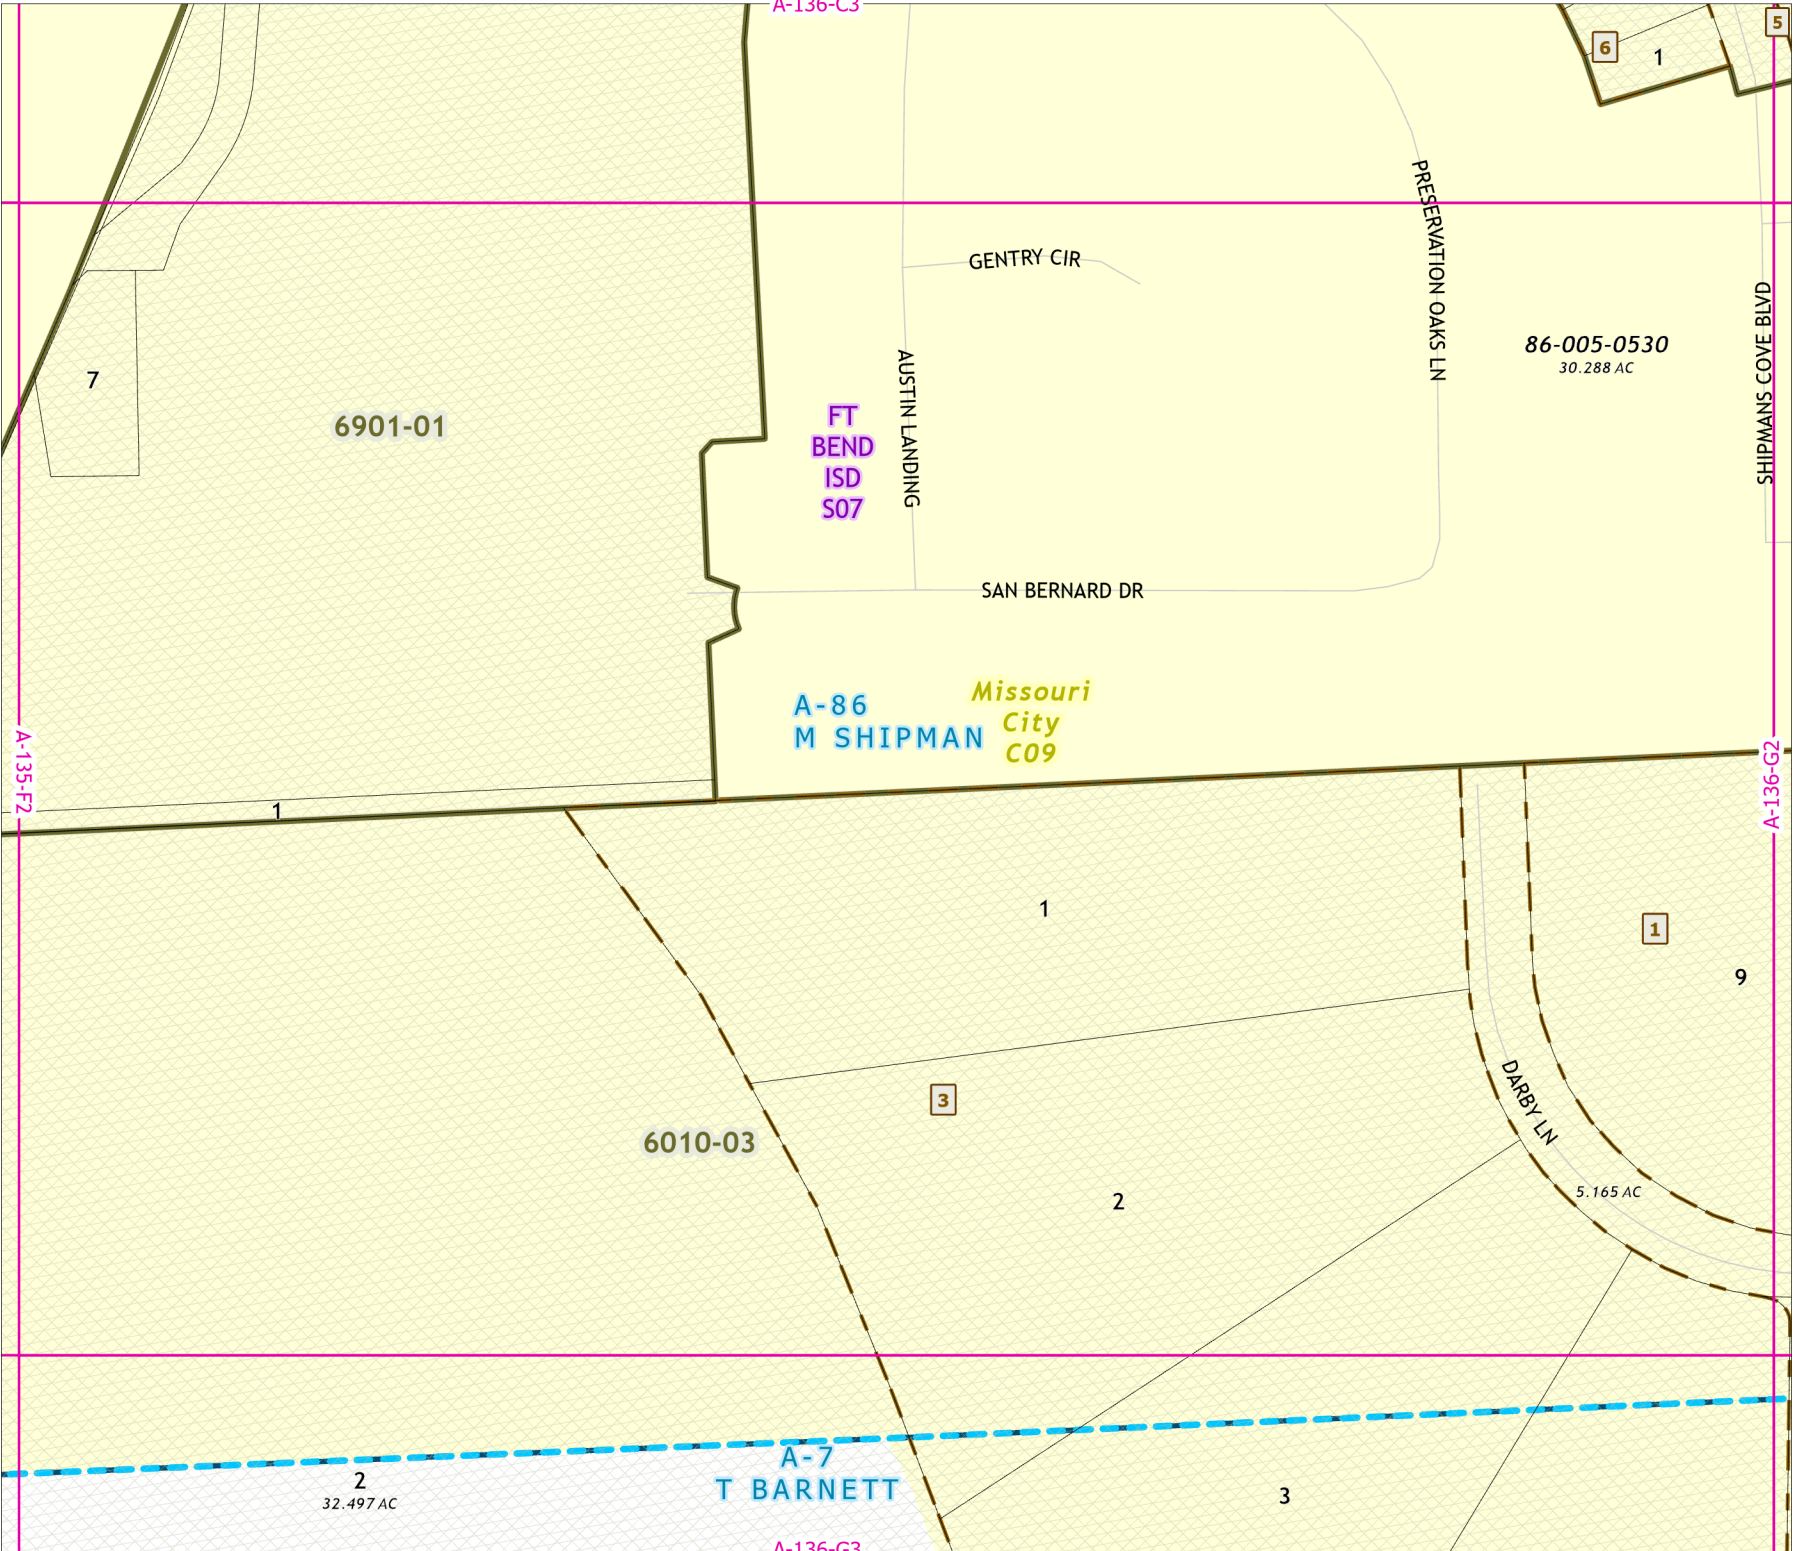 A-136-C3
5
6
1
GENTRY CIR
PRESERVATION OAKS LN
SHIPMANS COVE BLVD
86-005-0530
30.288 AC
7
6901-01
FT
BEND
ISD
S07
AUSTIN LANDING
SAN BERNARD DR
A-86
M SHIPMAN
Missouri
City
C09
A-135-F2
A-136-G2
1
1
1
9
3
DARBY LN
6010-03
2
5.165 AC
A-7
T BARNETT
2
32.497 AC
3
A-136-G3